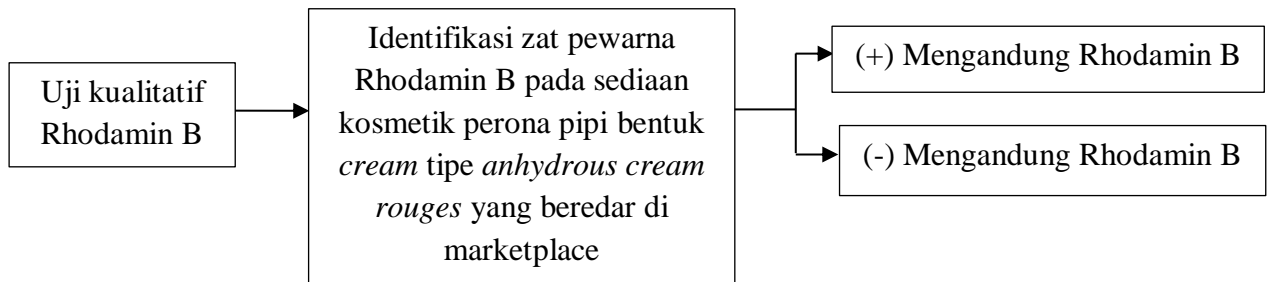 Uji kualitatif
Rhodamin B
Identifikasi zat pewarna
Rhodamin B pada sediaan
kosmetik perona pipi bentuk
cream tipe anhydrous cream
rouges yang beredar di
marketplace
(+) Mengandung Rhodamin B
(-) Mengandung Rhodamin B